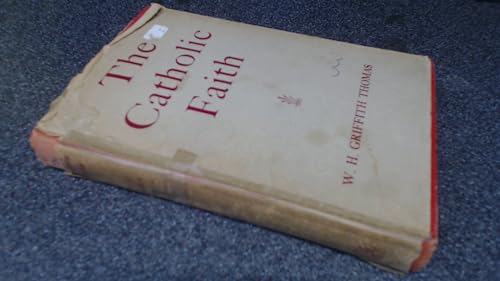 The
Catholic
Faith
W. H. GRIFFITH THOMAS